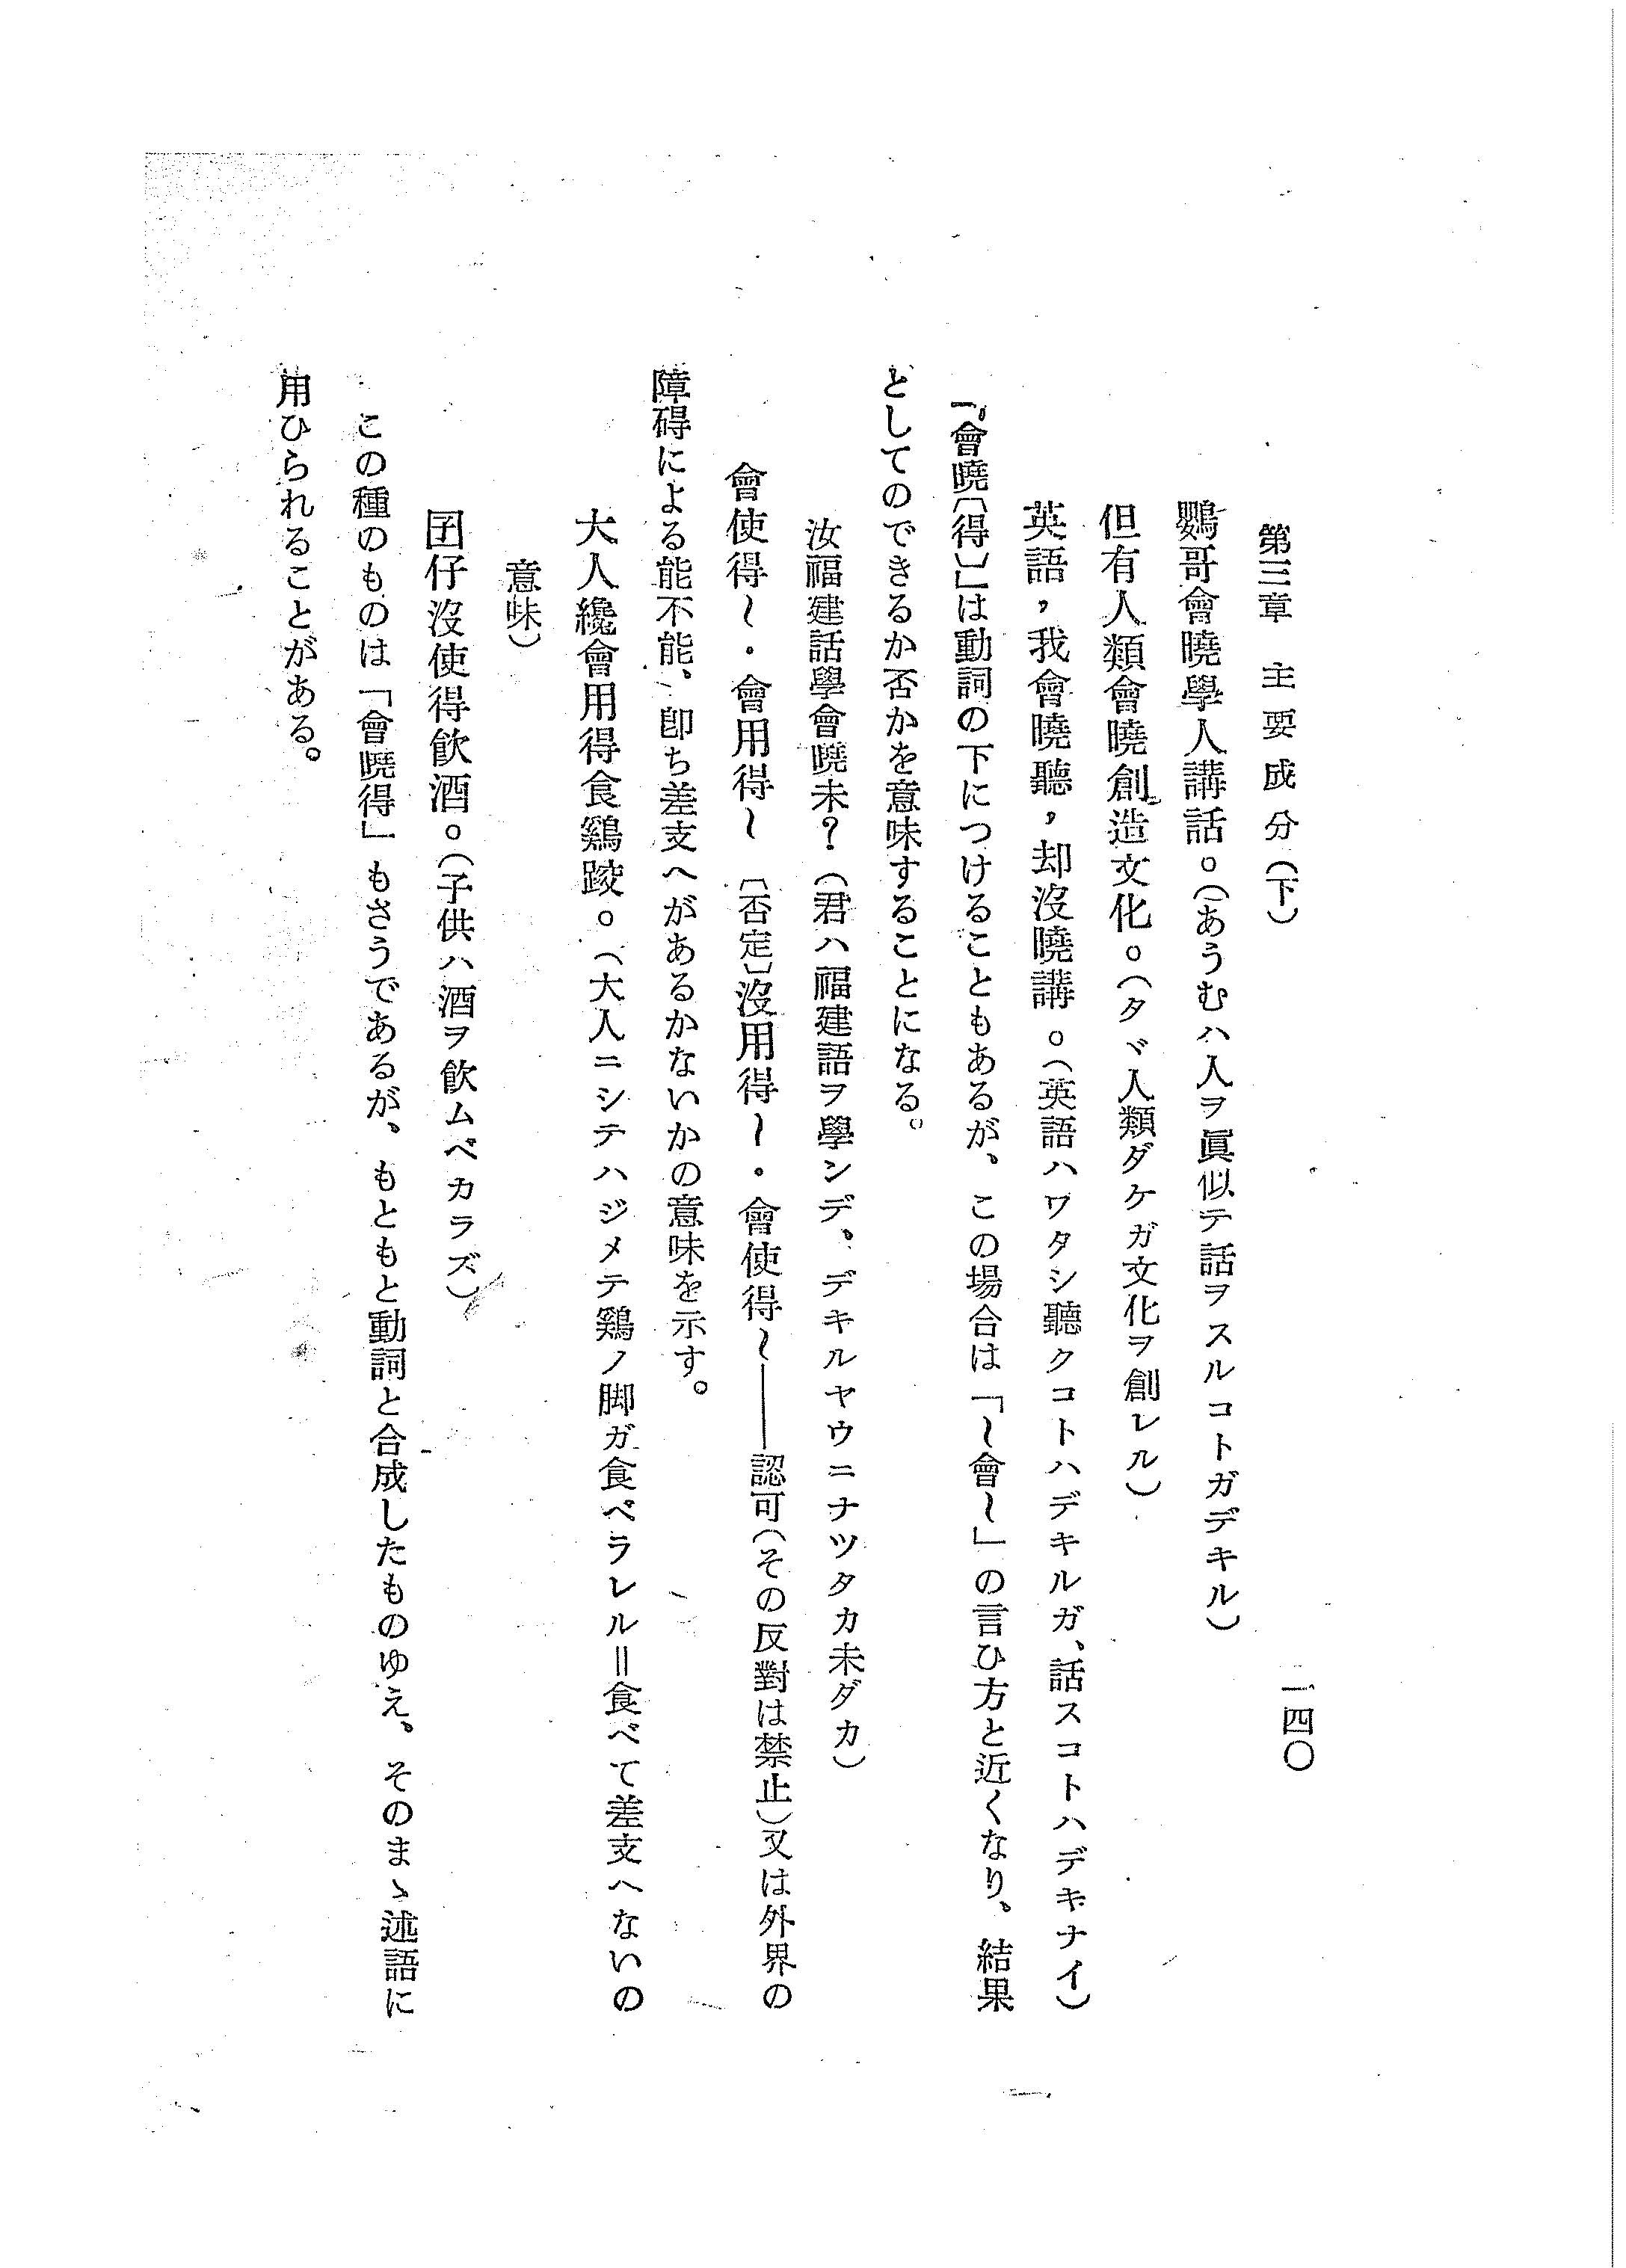 第三章　主要成分（下）
一四〇
鸚哥會曉學人講話。（あうむハ人ヲ眞似テ話ヲスルコトガデキル）
但有人類會曉創造文化。（タヾ人類ダケガ文化ヲ創レル）
英語，我會曉聽，却沒曉講。（英語ハワタシ聽クコトハデキルガ、話スコトハデキナイ）
「會曉〔得〕」は動詞の下につけることもあるが、この場合は「～會～」の言ひ方と近くなり、結果
としてのできるか否かを意味することになる。
汝福建話學會曉未？（君ハ福建語ヲ學ンデ、デキルヤウニナツタカ未ダカ）
會使得～・會用得～〔否定〕沒用得～・會使得～――認可（その反對は禁止）又は外界の
障碍による能不能、卽ち差支へがあるかないかの意味を示す。
大人纔會用得食鷄跤。（大人ニシテハジメテ鷄ノ脚ガ食ベラレル＝食べて差支へないの
意味）
囝仔沒使得飮酒。（子供ハ酒ヲ飮ムベカラズ）
この種のものは「會曉得」もさうであるが、もともと動詞と合成したものゆえ、そのまゝ述語に
用ひられることがある。